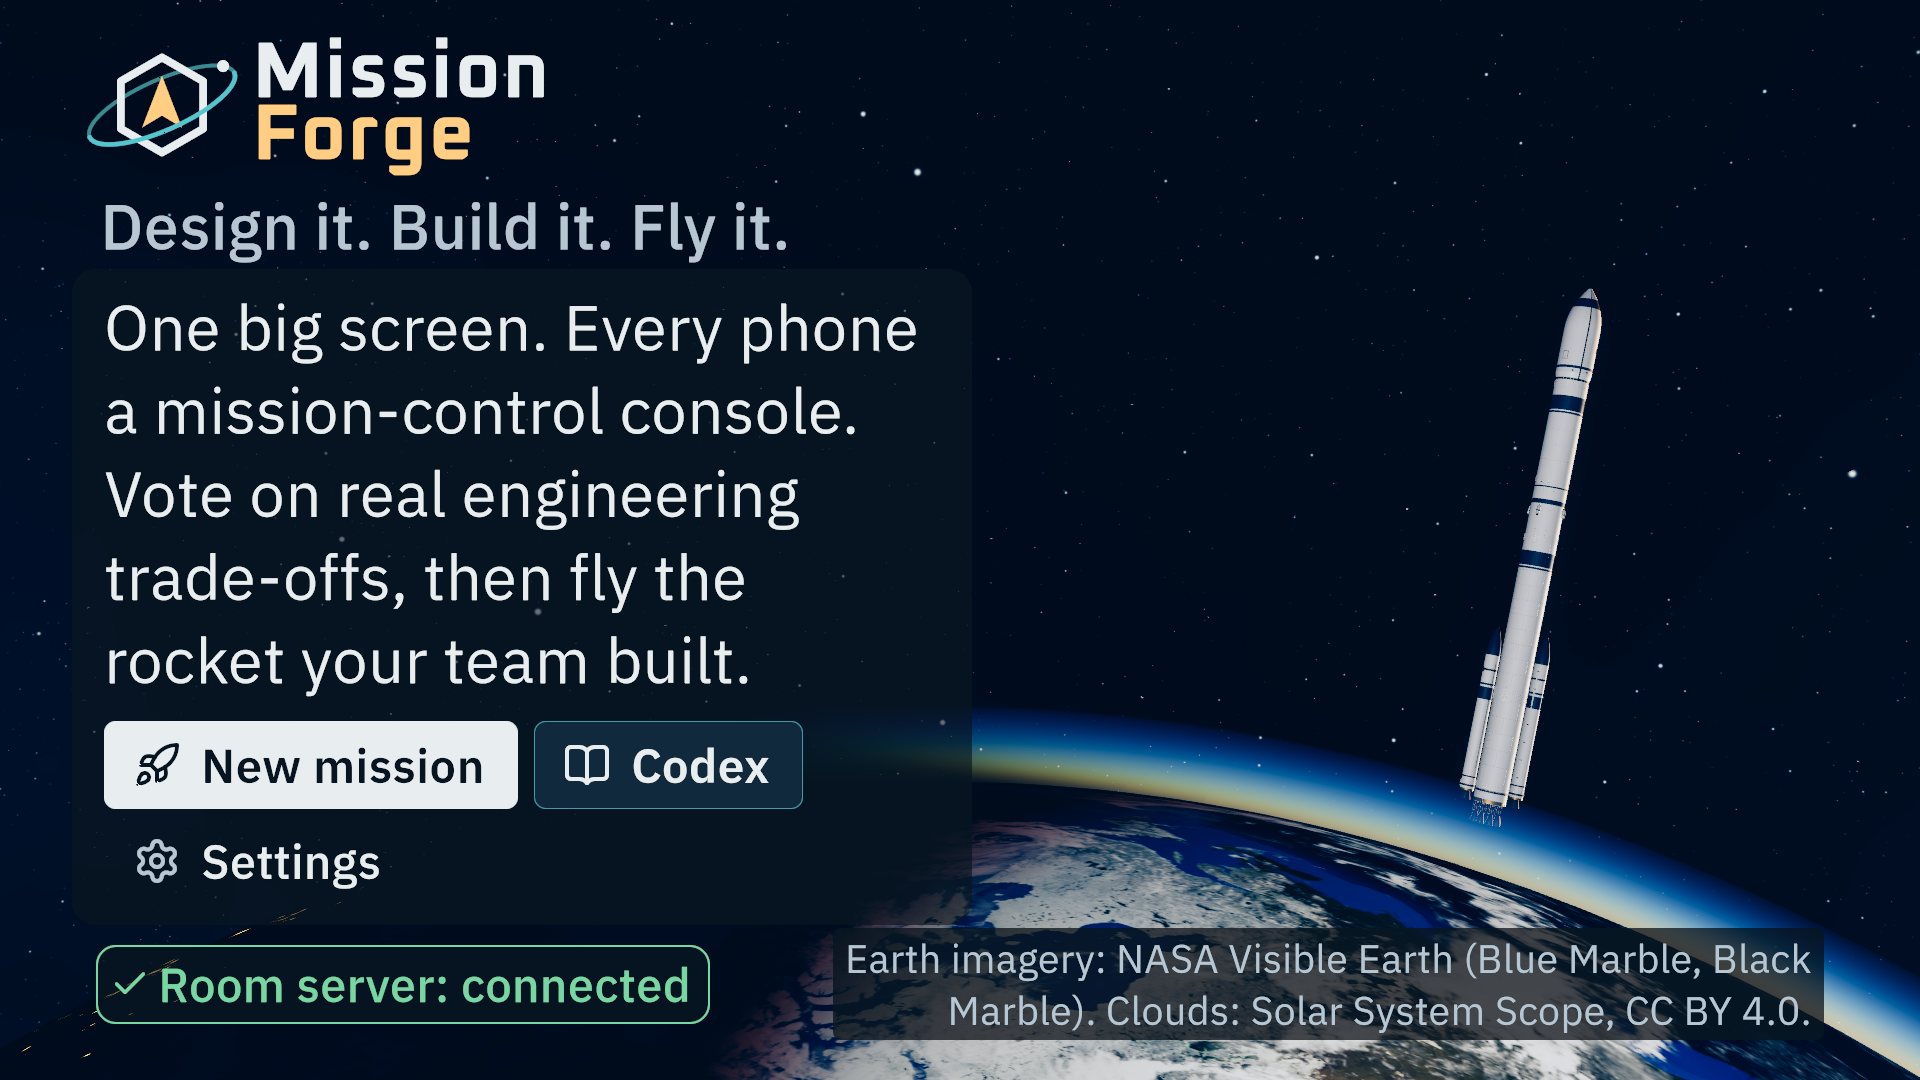 Mission
Forge
Design it. Build it. Fly it.
One big screen. Every phone
a mission-control console.
Vote on real engineering
trade-offs, then fly the
rocket your team built.
New mission
Codex
Settings
Room server: connected
Earth imagery: NASA Visible Earth (Blue Marble, Black
Marble). Clouds: Solar System Scope, CC BY 4.0.